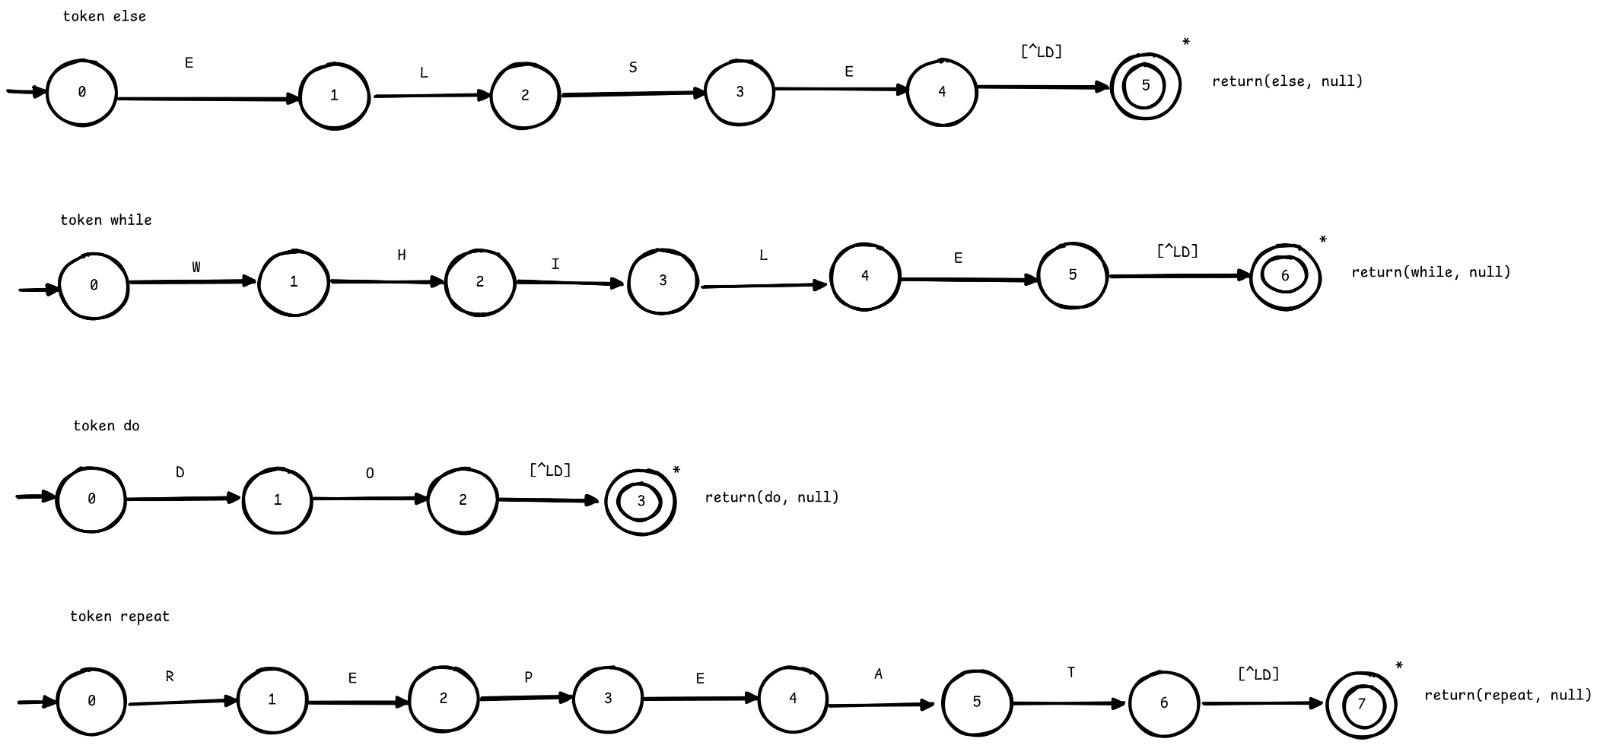 token else
E
L
S
E
[^LD]
*
0
1
2
3
4
5
return(else, null)
token while
W
H
I
L
E
[^LD]
*
0
1
2
3
4
5
6
return(while, null)
token do
D
O
[^LD]
*
0
1
2
3
return(do, null)
token repeat
R
E
P
E
A
T
[^LD]
*
0
1
2
3
4
5
6
7
return(repeat, null)